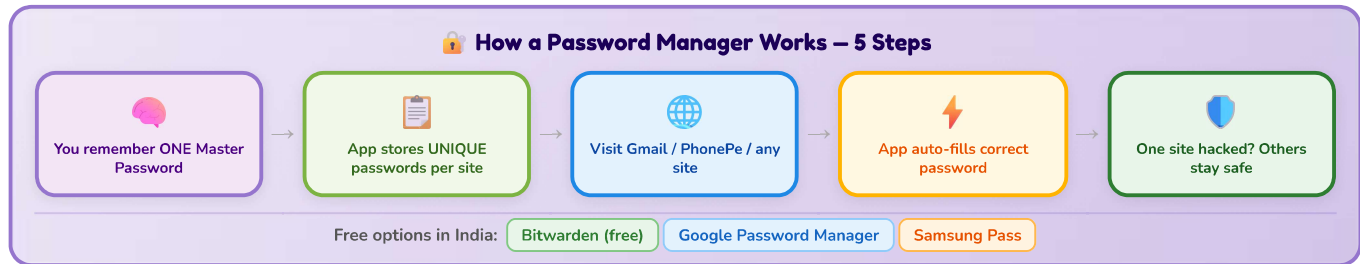 How a Password Manager Works — 5 Steps
You remember ONE Master
Password
App stores UNIQUE
passwords per site
Visit Gmail / PhonePe / any
site
App auto-fills correct
password
One site hacked? Others
stay safe
Free options in India: Bitwarden (free) Google Password Manager Samsung Pass